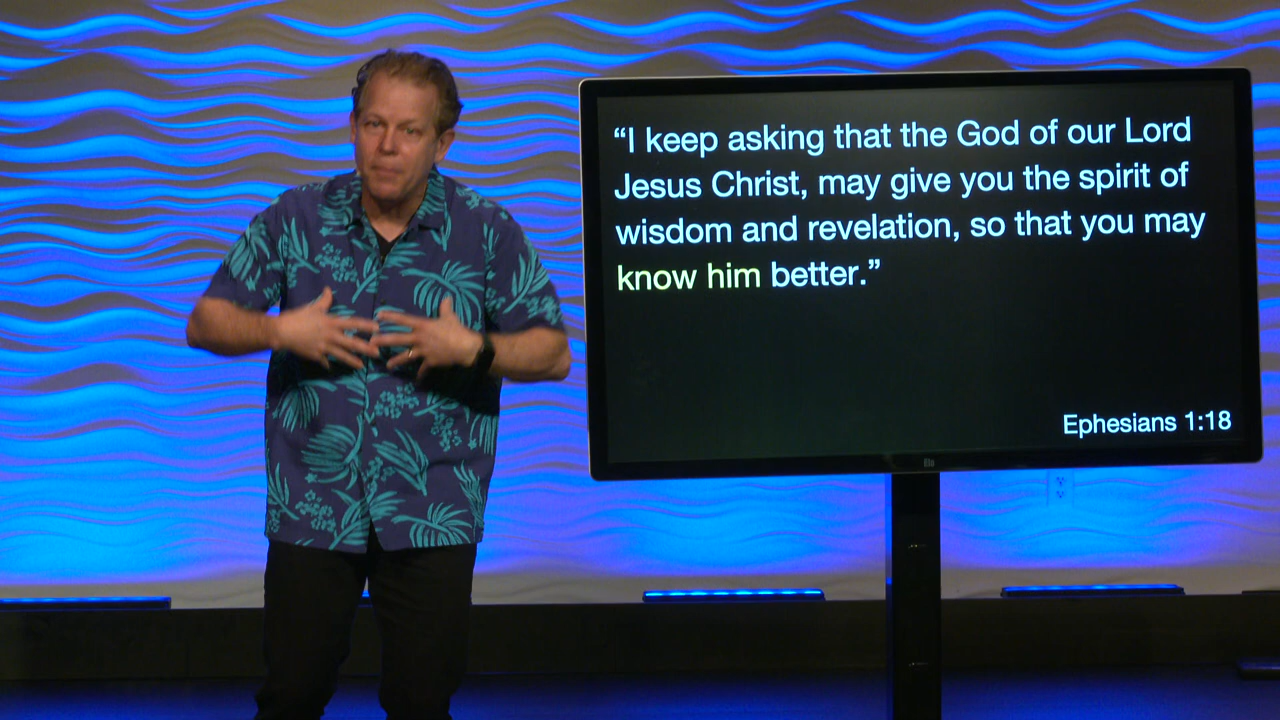 “I keep asking that the God of our Lord
Jesus Christ, may give you the spirit of
wisdom and revelation, so that you may
know him better.”
Ephesians 1:18
Elo